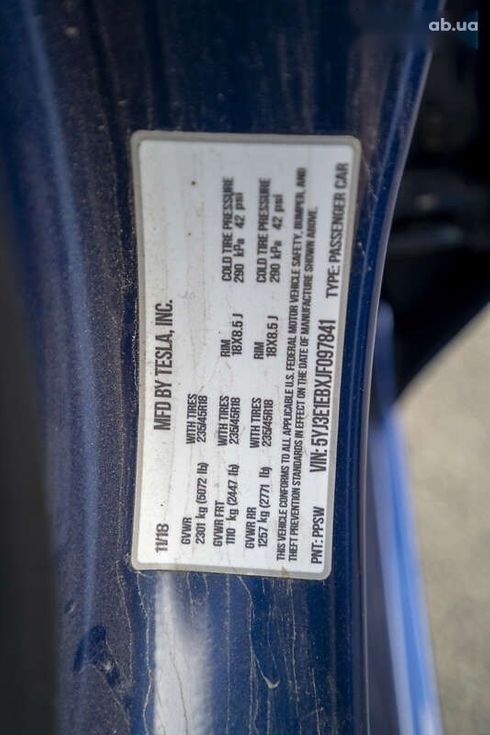 ab.ua
11/18 MFD BY TESLA, INC.
GVWR WITH TIRES RIM COLD TIRE PRESSURE
2301 kg (5072 lb) 235/45R18 18X8.5 J 290 kPa 42 psi
GVWR FRT WITH TIRES RIM COLD TIRE PRESSURE
1110 kg (2447 lb) 235/45R18 18X8.5 J 290 kPa 42 psi
GVWR RR WITH TIRES
1257 kg (2771 lb) 235/45R18
THIS VEHICLE CONFORMS TO ALL APPLICABLE U.S. FEDERAL MOTOR VEHICLE SAFETY, BUMPER, AND
THEFT PREVENTION STANDARDS IN EFFECT ON THE DATE OF MANUFACTURE SHOWN ABOVE.
PNT: PPSW VIN: 5YJ3E1EBXJF097841 TYPE: PASSENGER CAR